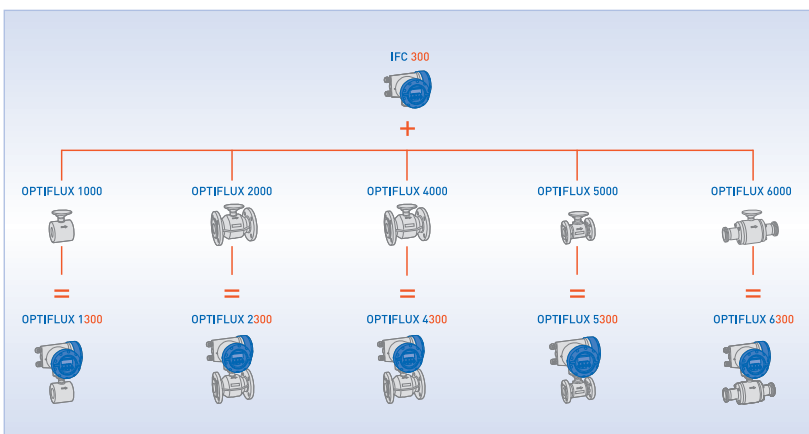 IFC 300
+
OPTIFLUX 1000 OPTIFLUX 2000 OPTIFLUX 4000 OPTIFLUX 5000 OPTIFLUX 6000
= = = = =
OPTIFLUX 1300 OPTIFLUX 2300 OPTIFLUX 4300 OPTIFLUX 5300 OPTIFLUX 6300